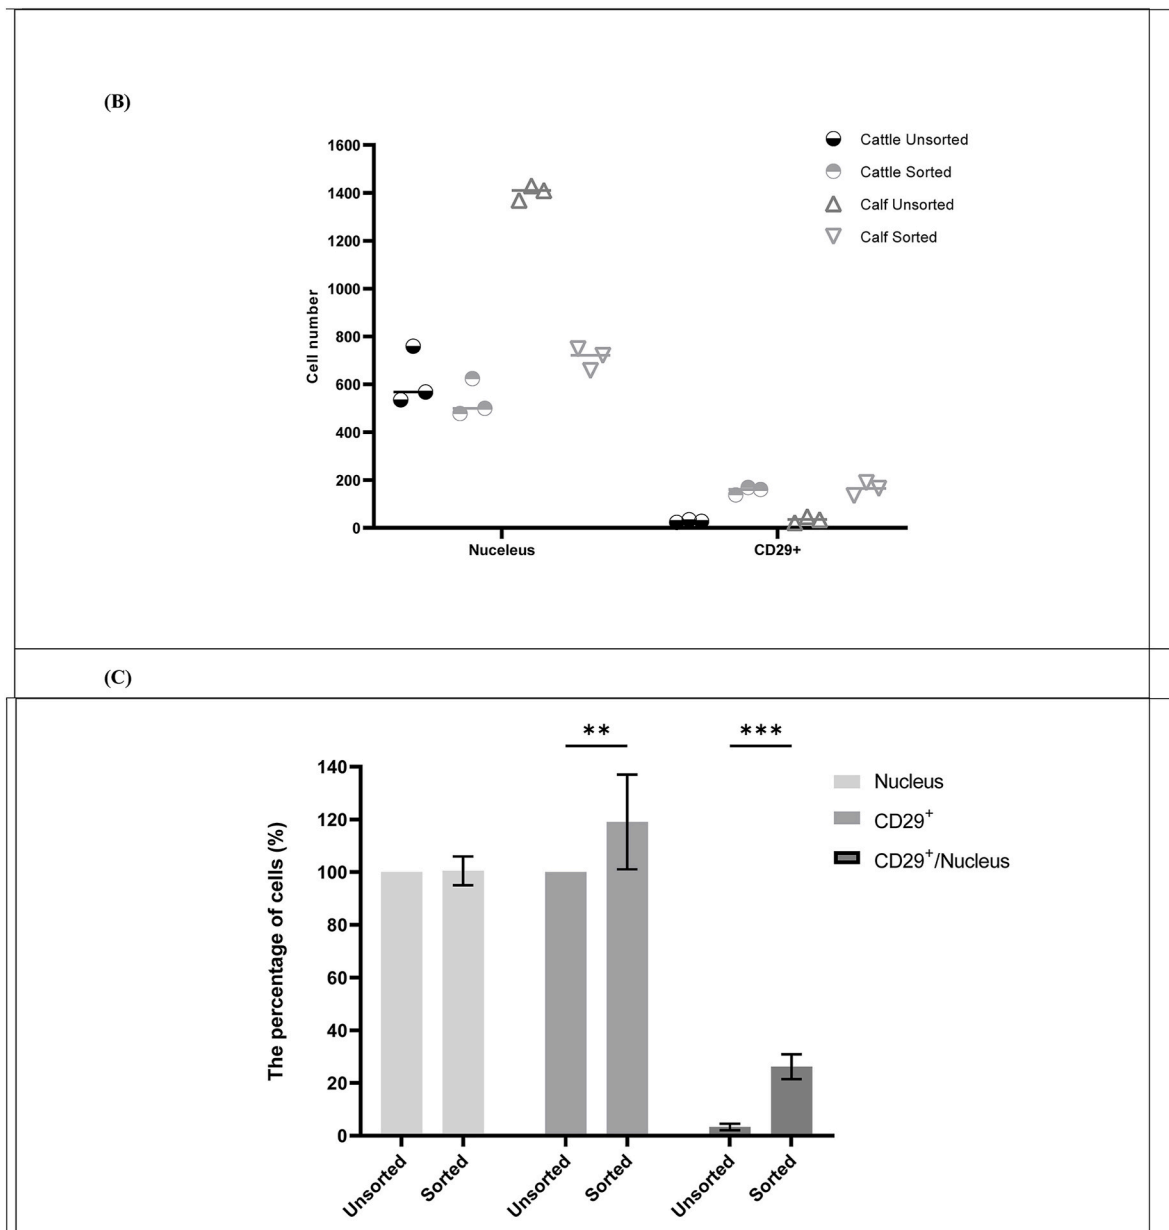 (B)
Cattle Unsorted
Cattle Sorted
Calf Unsorted
Calf Sorted
1600
1400
1200
1000
800
600
400
200
0
Cell number
Nuceleus CD29+
(C)
** ***
140
120
100
80
60
40
20
0
The percentage of cells (%)
Nucleus
CD29+
CD29+/Nucleus
Unsorted Sorted Unsorted Sorted Unsorted Sorted